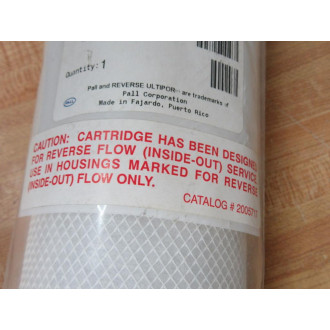 Quantity: 1
Pall and REVERSE ULTIPOR™ are trademarks of
Pall Corporation
Made in Fajardo, Puerto Rico
CAUTION: CARTRIDGE HAS BEEN DESIGNED
FOR REVERSE FLOW (INSIDE-OUT) SERVICE
USE IN HOUSINGS MARKED FOR REVERSE
(INSIDE-OUT) FLOW ONLY.
CATALOG #